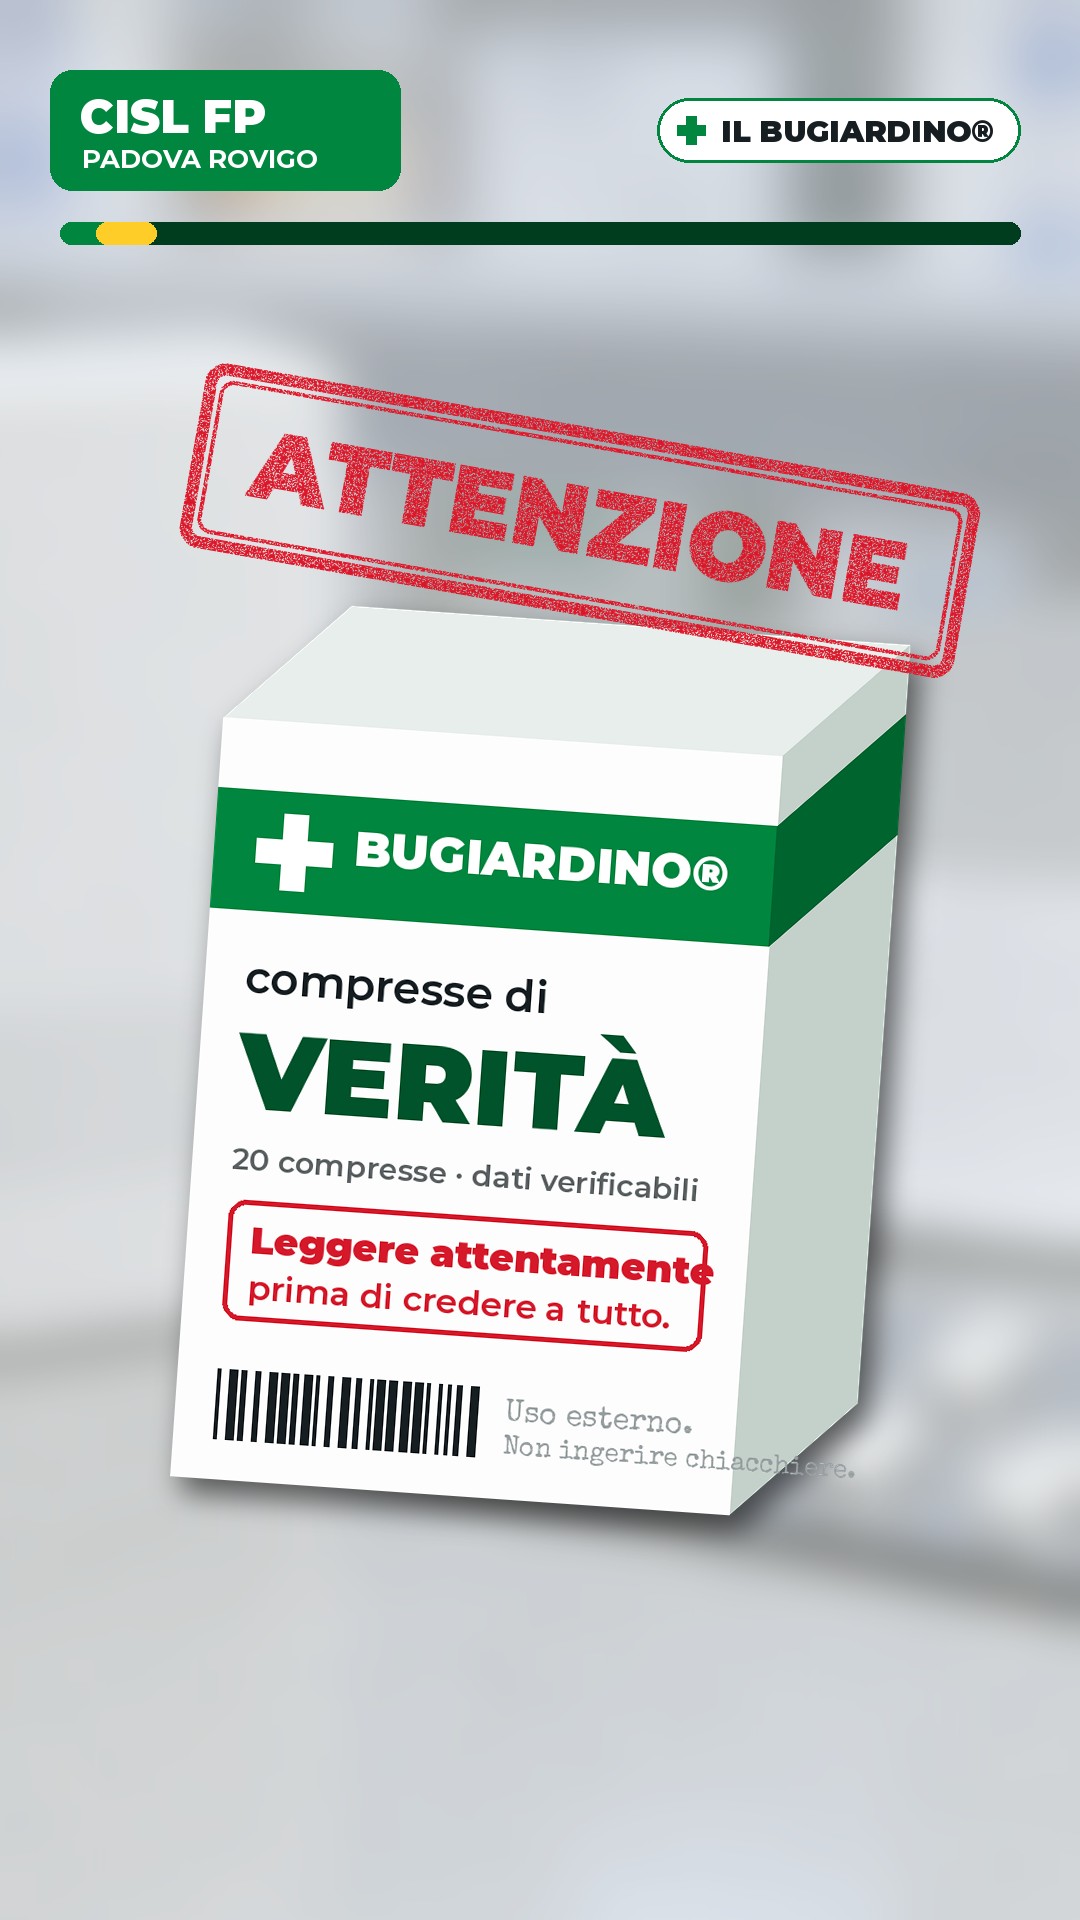 CISL FP
PADOVA ROVIGO
IL BUGIARDINO®
ATTENZIONE
BUGIARDINO®
compresse di
VERITÀ
20 compresse · dati verificabili
Leggere attentamente
prima di credere a tutto.
Uso esterno.
Non ingerire chiacchiere.